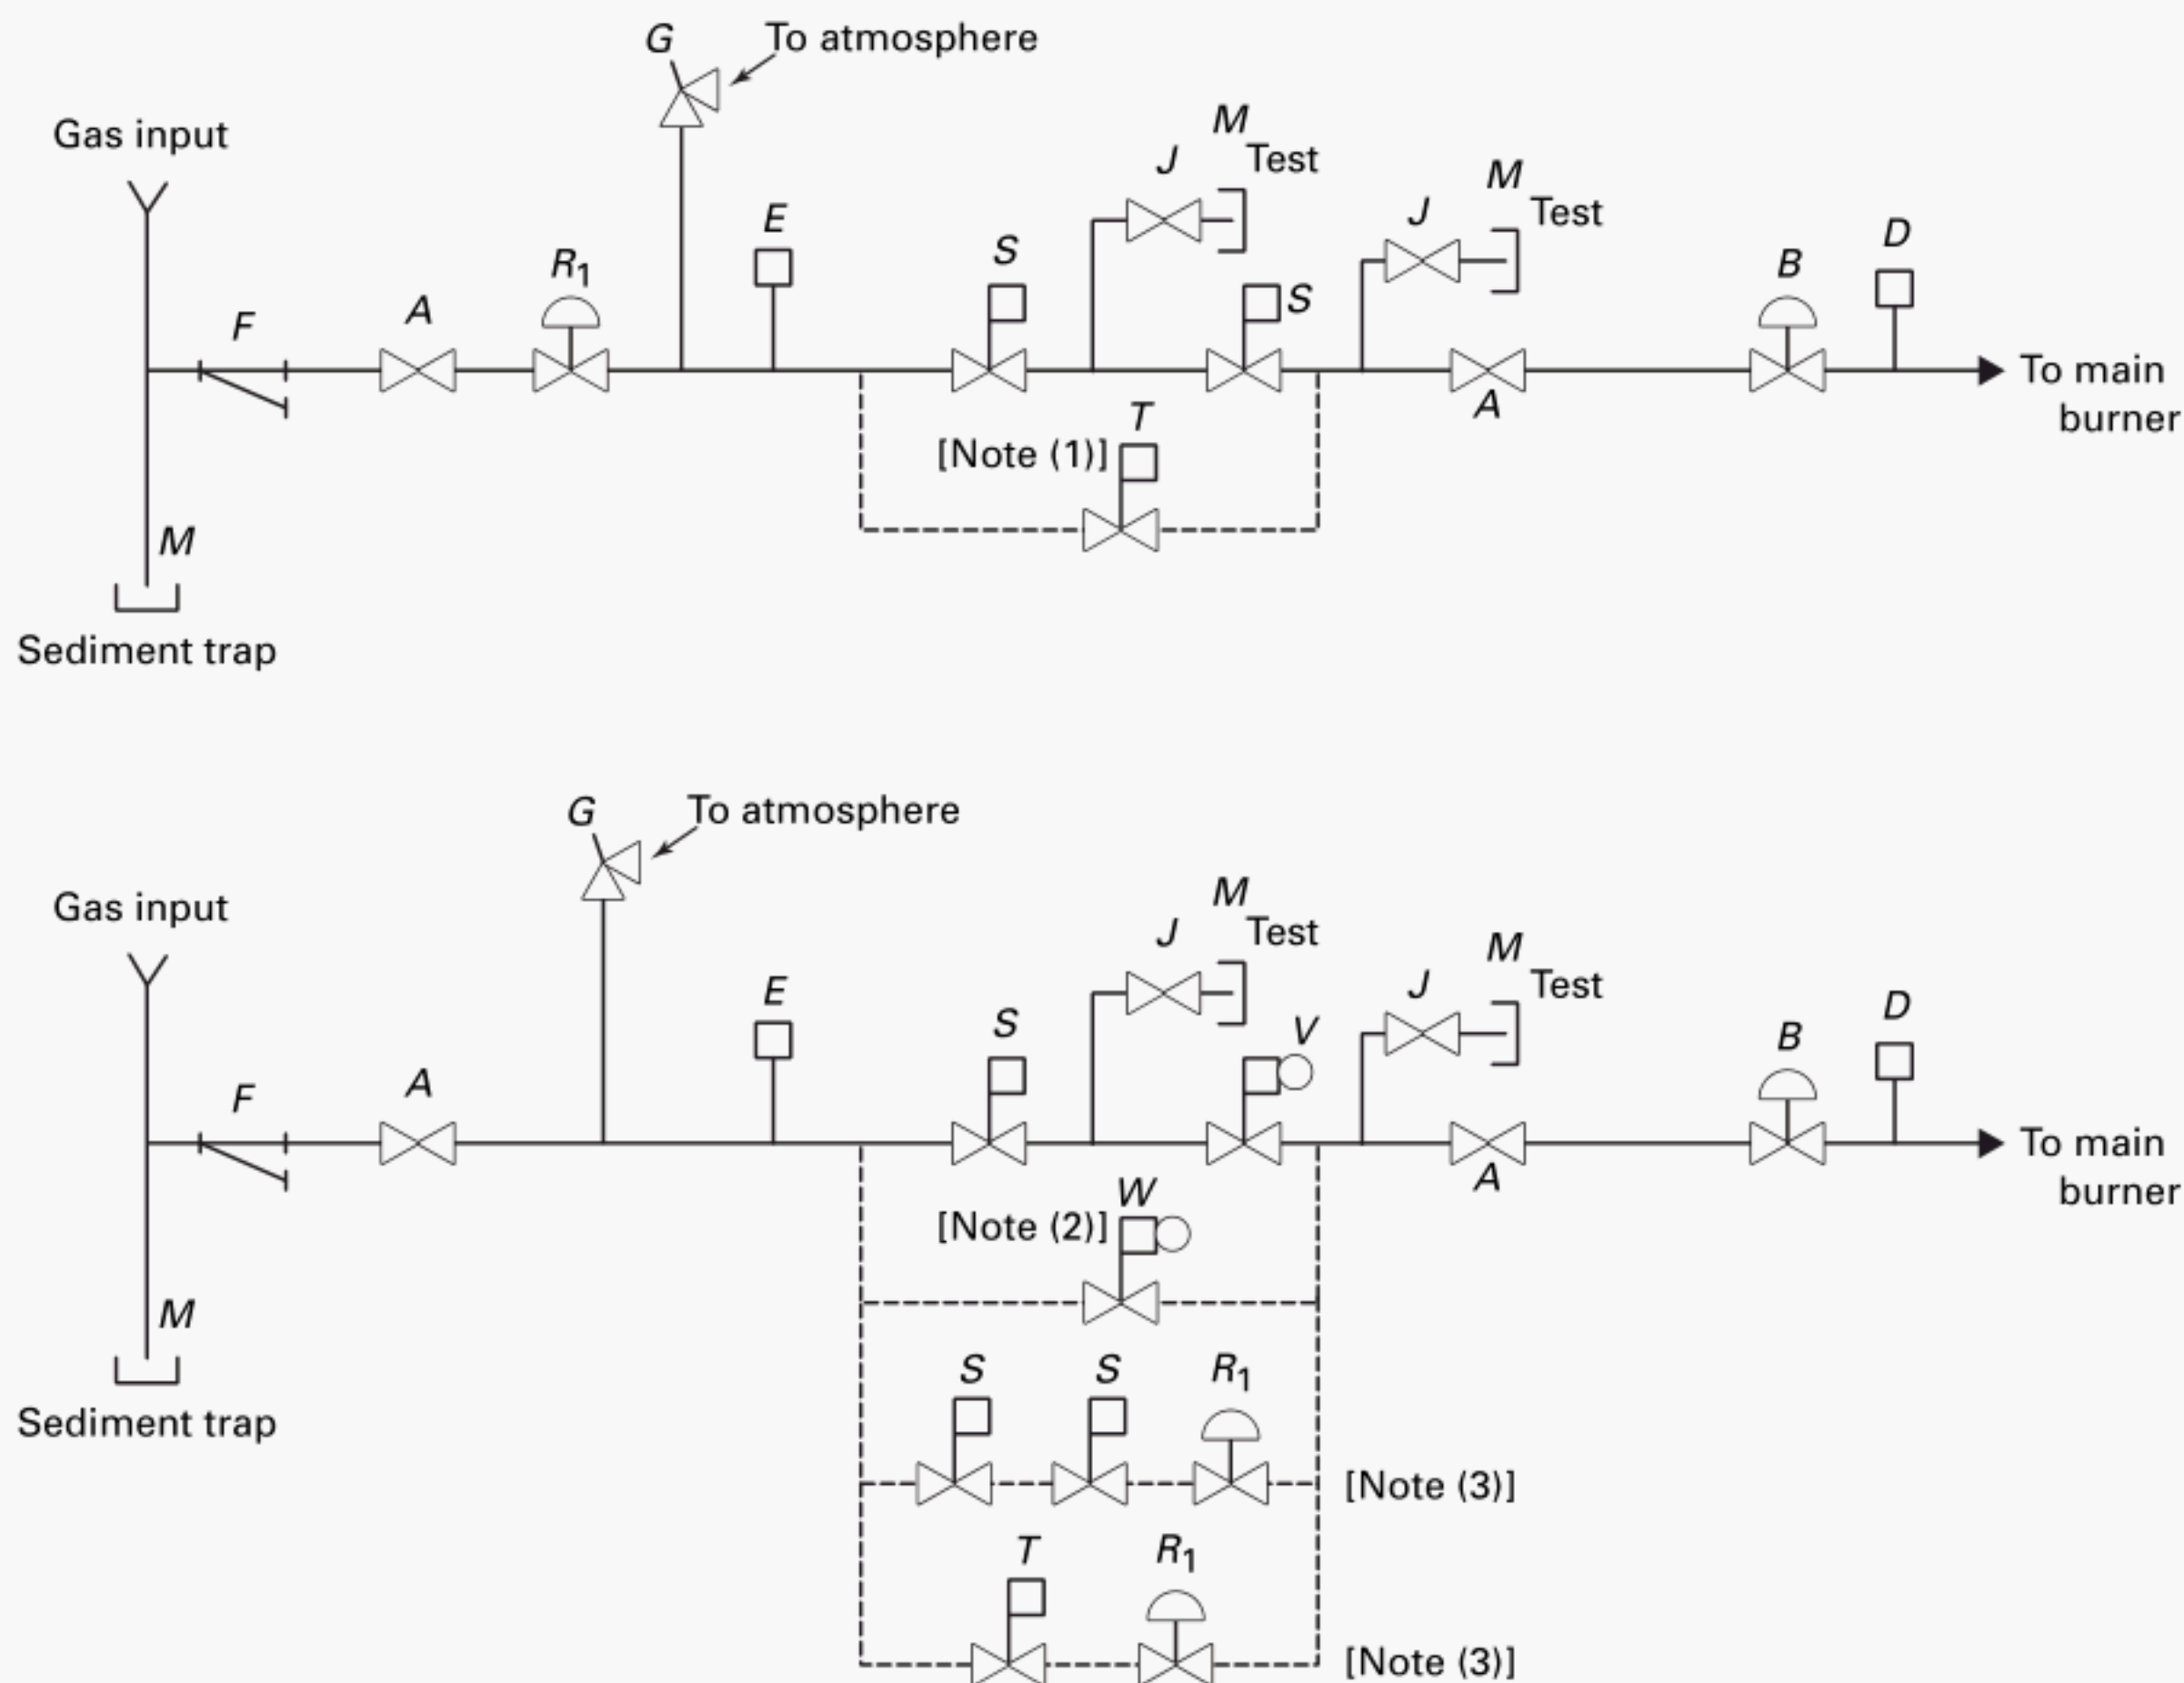 G
To atmosphere
M
Gas input
J
Test
M
E
J
Test
D
S
R1
B
S
F
A
To main
A
burner
T
[Note (1)]
M
Sediment trap
G
To atmosphere
M
Gas input
J
Test
M
E
J
Test
D
S
V
B
F
A
To main
A
burner
W
[Note (2)]
M
S
S
R1
Sediment trap
[Note (3)]
T
R1
[Note (3)]